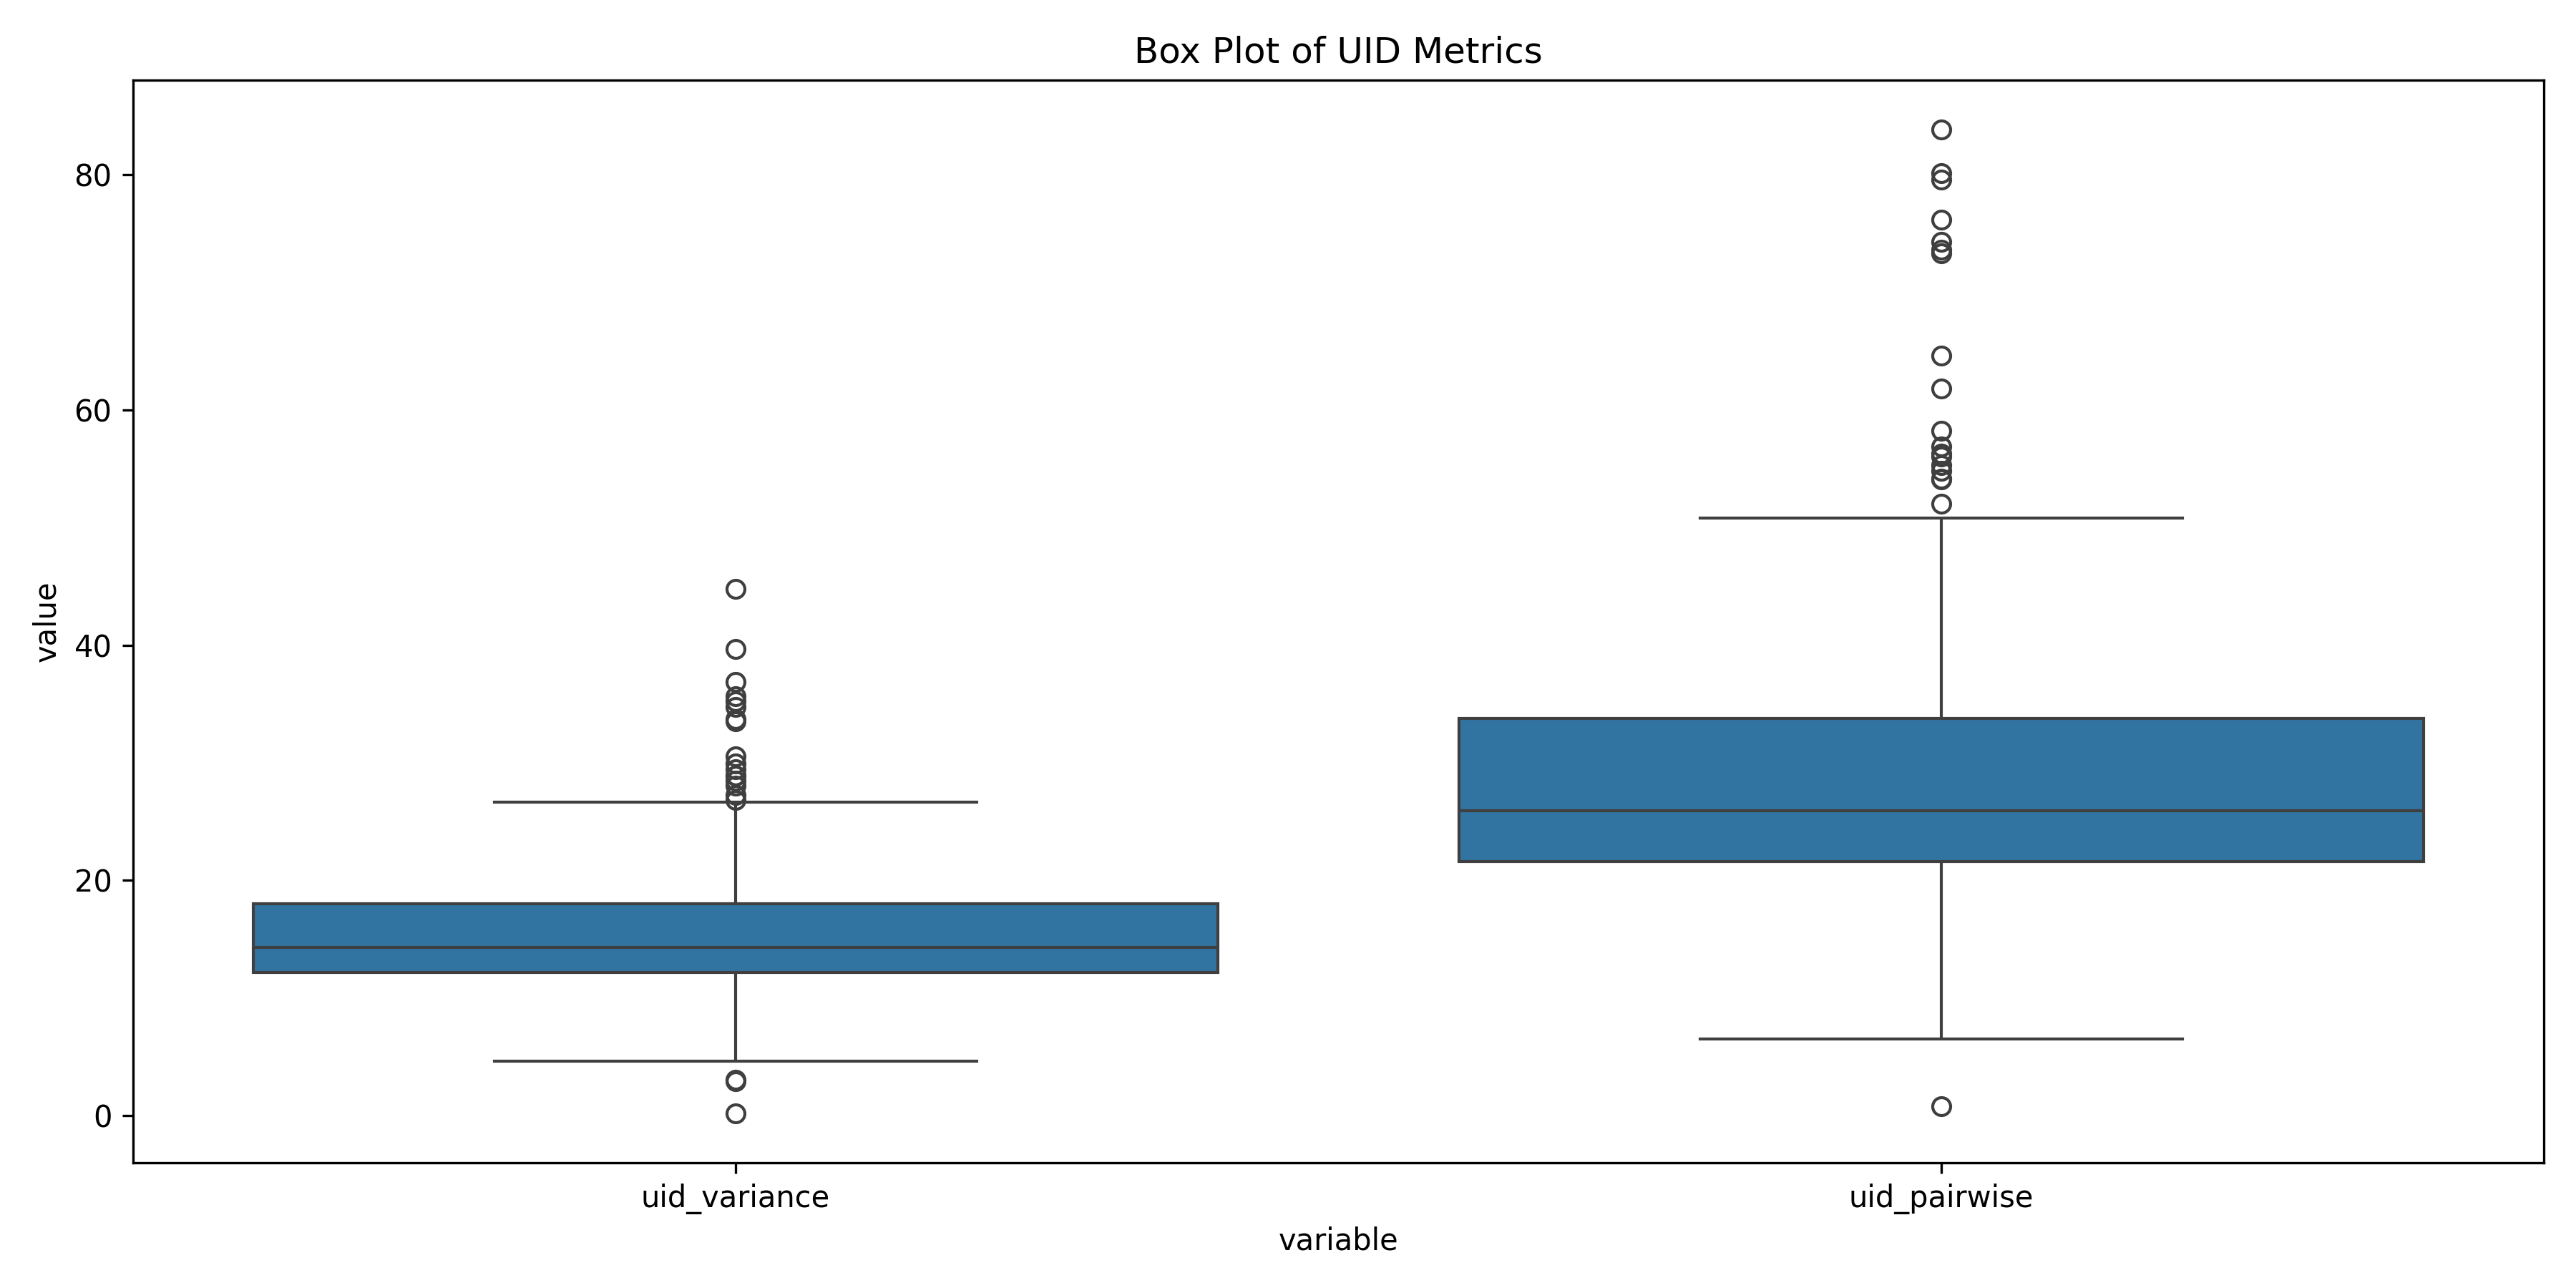 Box Plot of UID Metrics
80
60
40
20
0
value
uid_variance
uid_pairwise
variable